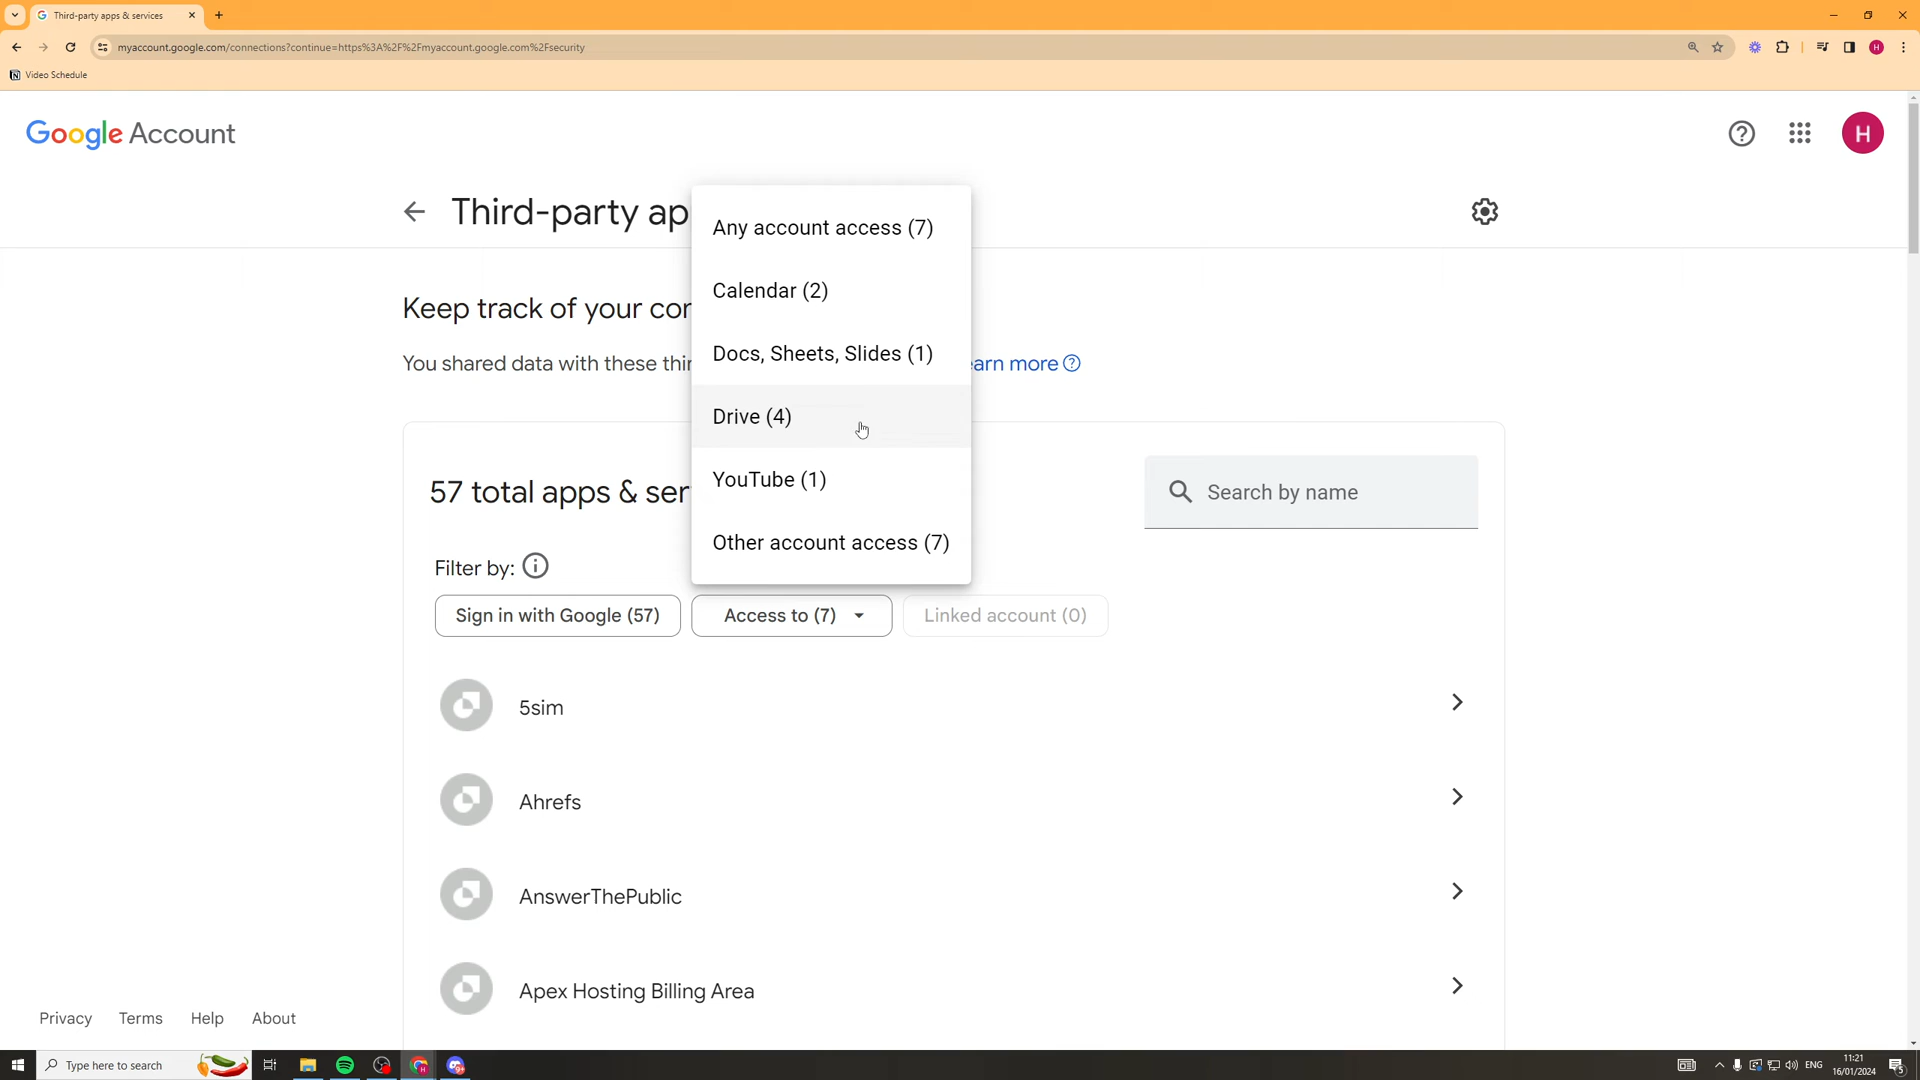 Third-party apps & services
myaccount.google.com/connections?continue=https%3A%2F%2Fmyaccount.google.com%2Fsecurity
H
Video Schedule
Google Account
H
Third-party ap
Any account access (7)
Calendar (2)
Docs, Sheets, Slides (1)
Drive (4)
YouTube (1)
Other account access (7)
Keep track of your con
You shared data with these thir
earn more
57 total apps & ser
Search by name
Filter by:
Sign in with Google (57)
Access to (7)
Linked account (0)
5sim
Ahrefs
AnswerThePublic
Apex Hosting Billing Area
Privacy
Terms
Help
About
Type here to search
ENG
11:21
16/01/2024
5